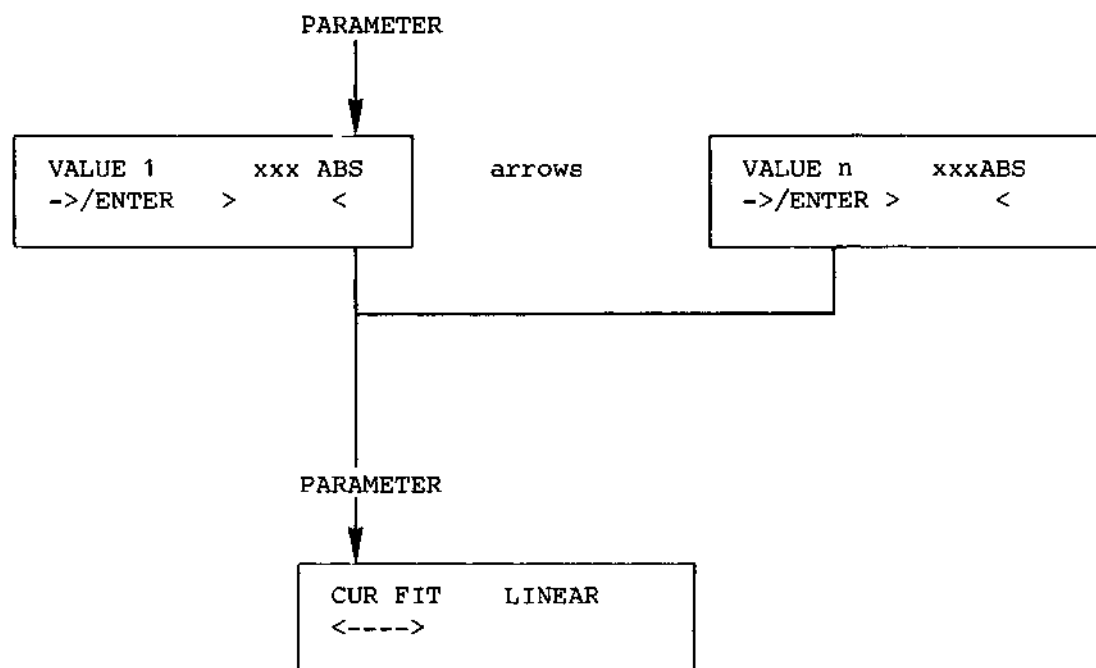 PARAMETER
VALUE 1 xxx ABS
->/ENTER > <
arrows
VALUE n xxxABS
->/ENTER > <
PARAMETER
CUR FIT LINEAR
<---->